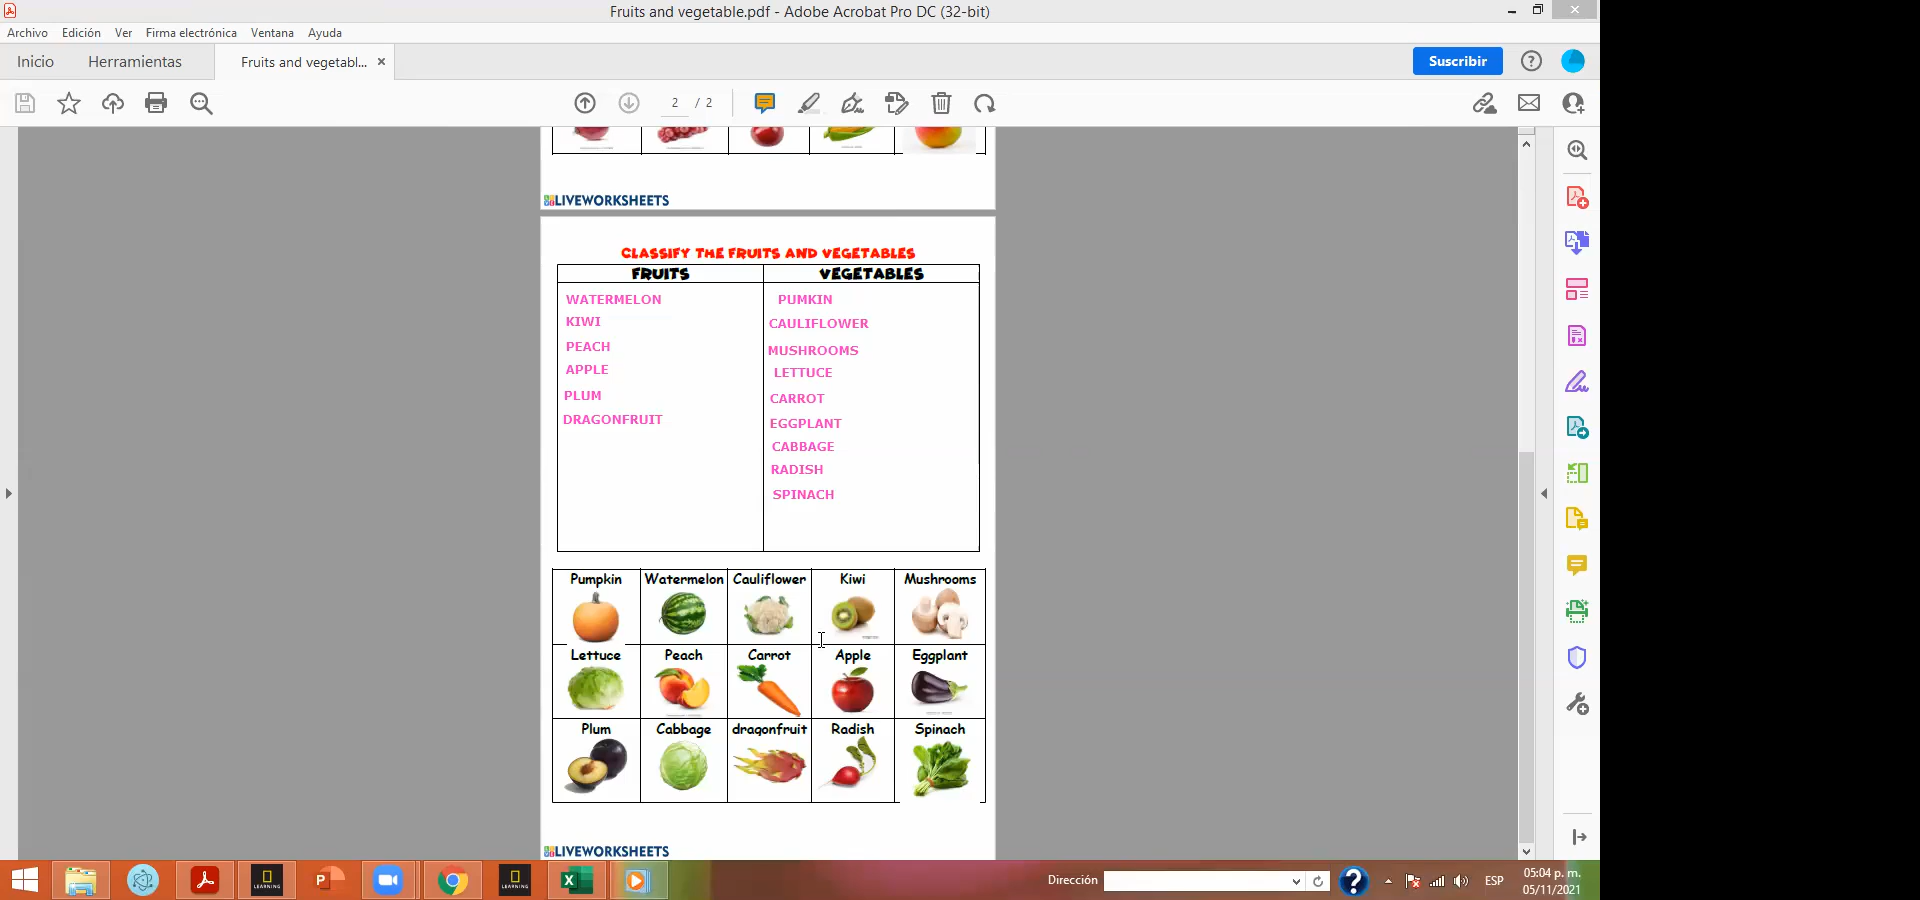 Fruits and vegetable.pdf - Adobe Acrobat Pro DC (32-bit)
Archivo Edición Ver Firma electrónica Ventana Ayuda
Inicio Herramientas Fruits and vegetabl... Suscribir
2 / 2
LIVEWORKSHEETS
CLASSIFY THE FRUITS AND VEGETABLES
FRUITS VEGETABLES
WATERMELON PUMKIN
KIWI CAULIFLOWER
PEACH MUSHROOMS
APPLE LETTUCE
PLUM CARROT
DRAGONFRUIT EGGPLANT
CABBAGE
RADISH
SPINACH
Pumpkin Watermelon Cauliflower Kiwi Mushrooms
Lettuce Peach Carrot Apple Eggplant
Plum Cabbage dragonfruit Radish Spinach
LIVEWORKSHEETS
Dirección ESP 05:04 p. m.
05/11/2021